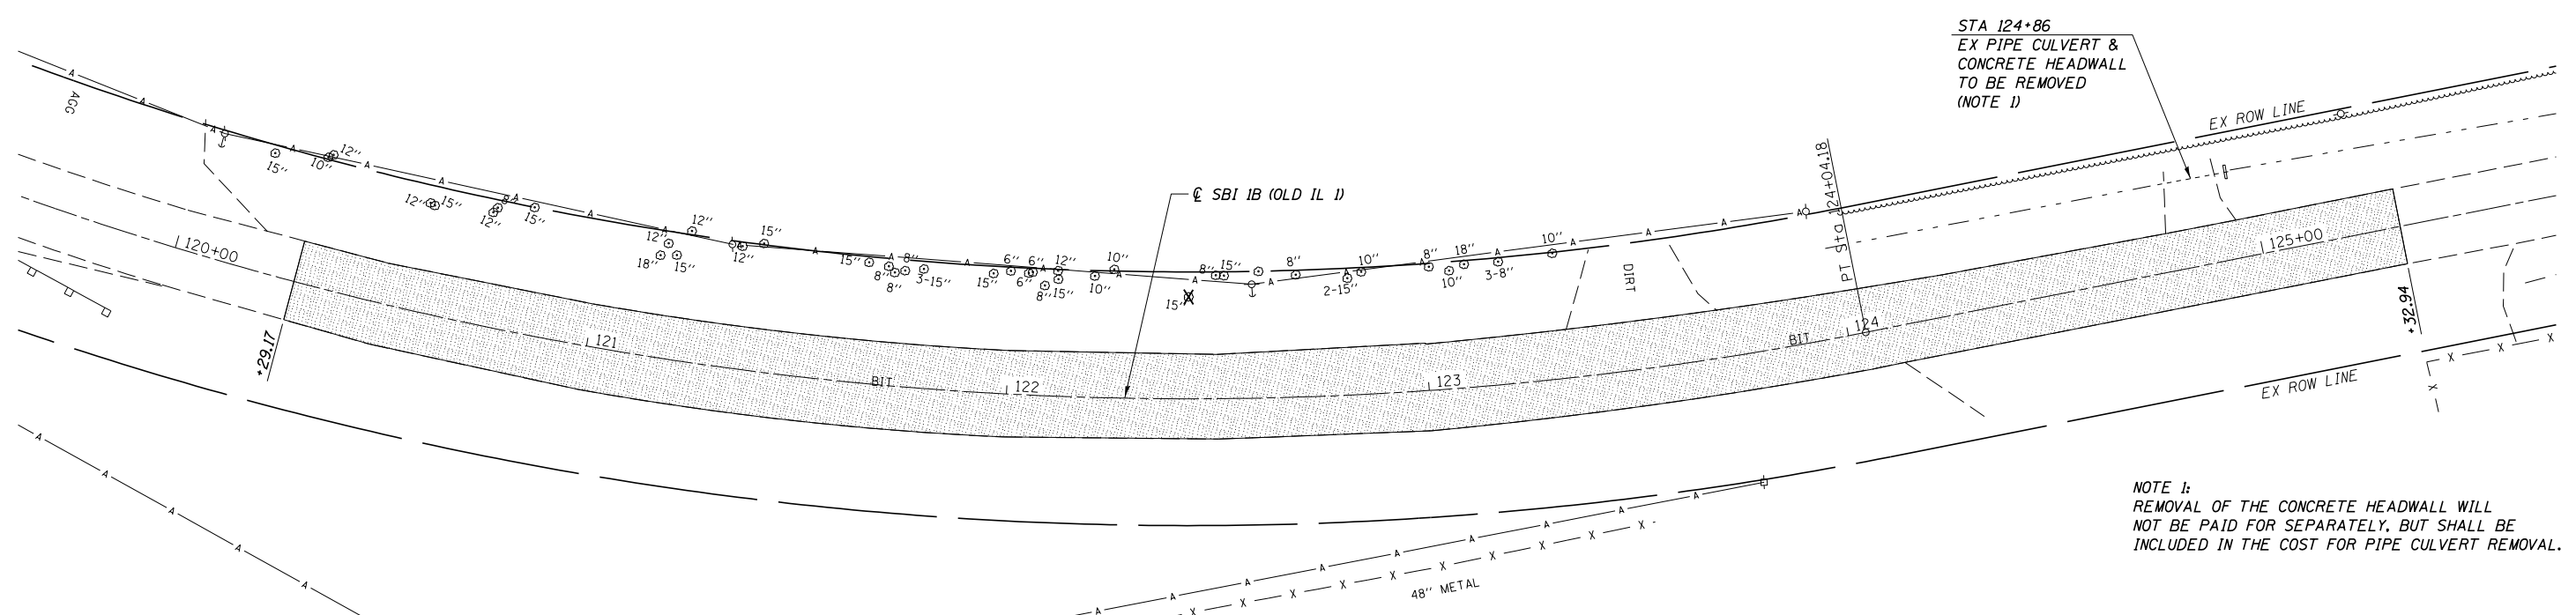 STA 124+86
EX PIPE CULVERT &
CONCRETE HEADWALL
TO BE REMOVED
(NOTE 1)
EX ROW LINE
A
A
AGG
A
A
15"
10"
12"
A
A
A
12"
15"
12"
8"
15"
A
A
12"
12"
18"
15"
A
12"
15"
A
A
15"
8"
8"
8"
3-15"
A
15"
6"
6"
6"
A
12"
8"
15"
10"
10"
A
A
15"
8"
15"
A
8"
A
2-15"
10"
A
8"
10"
18"
A
3-8"
10"
A
A
A
A
DIRT
℄ SBI 1B (OLD IL 1)
PT Sta 124+04.18
120+00
121
122
123
124
125+00
BIT
BIT
+29.17
+32.94
EX ROW LINE
X
X
X
X
A
A
A
A
A
A
A
A
A
A
A
A
A
A
X
X
X
X
X
X
X
X
X
X
48" METAL
NOTE 1:
REMOVAL OF THE CONCRETE HEADWALL WILL
NOT BE PAID FOR SEPARATELY, BUT SHALL BE
INCLUDED IN THE COST FOR PIPE CULVERT REMOVAL.